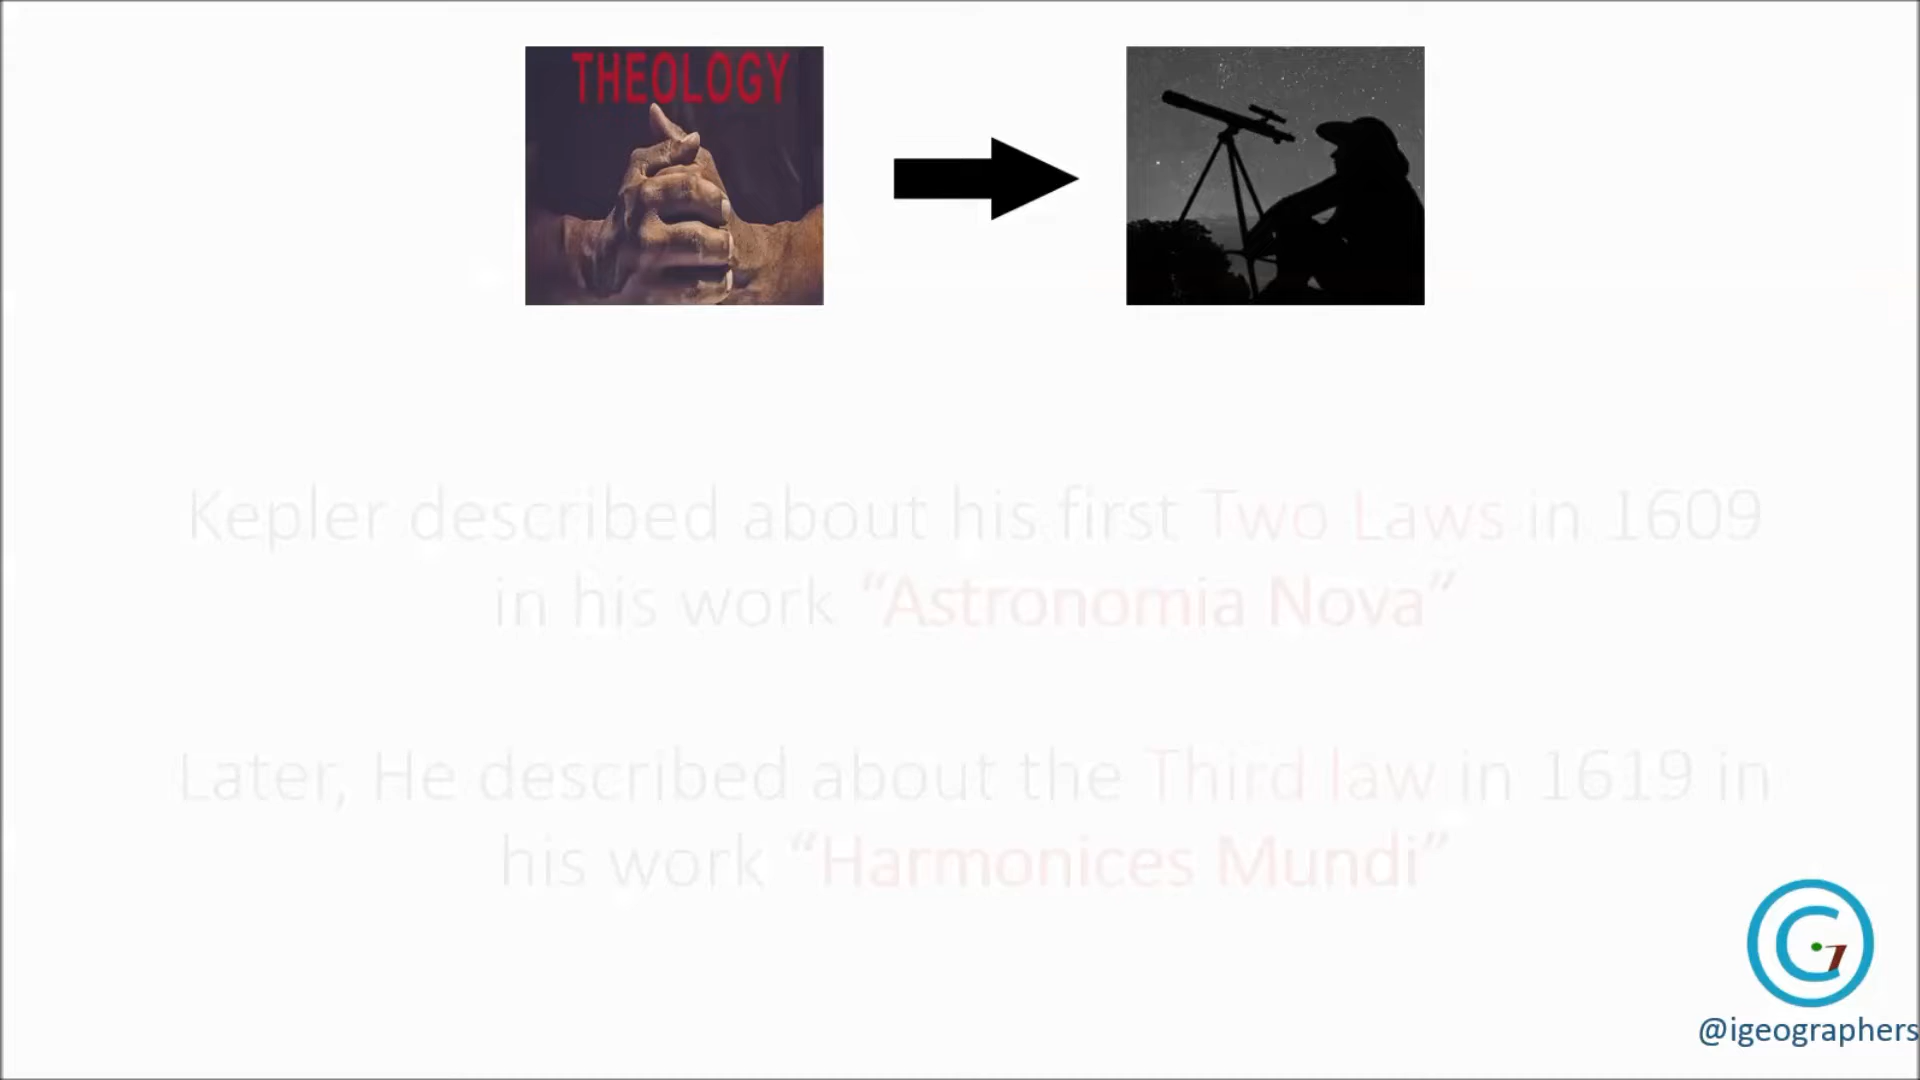 THEOLOGY
Kepler described about his first Two Laws in 1609
in his work “Astronomia Nova”
Later, He described about the Third law in 1619 in
his work “Harmonices Mundi”
@igeographers